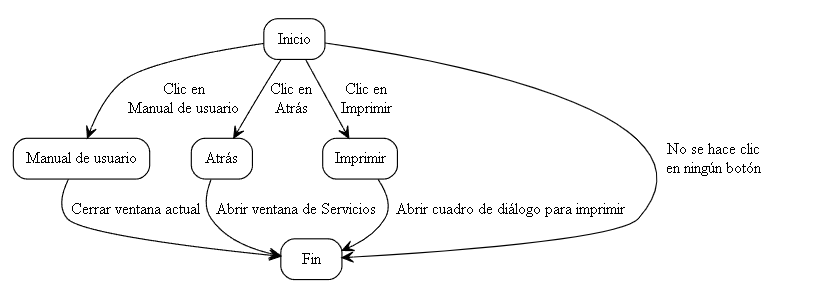 Inicio
Clic en
Manual de usuario
Clic en
Atrás
Clic en
Imprimir
No se hace clic
en ningún botón
Manual de usuario
Atrás
Imprimir
Cerrar ventana actual
Abrir ventana de Servicios
Abrir cuadro de diálogo para imprimir
Fin